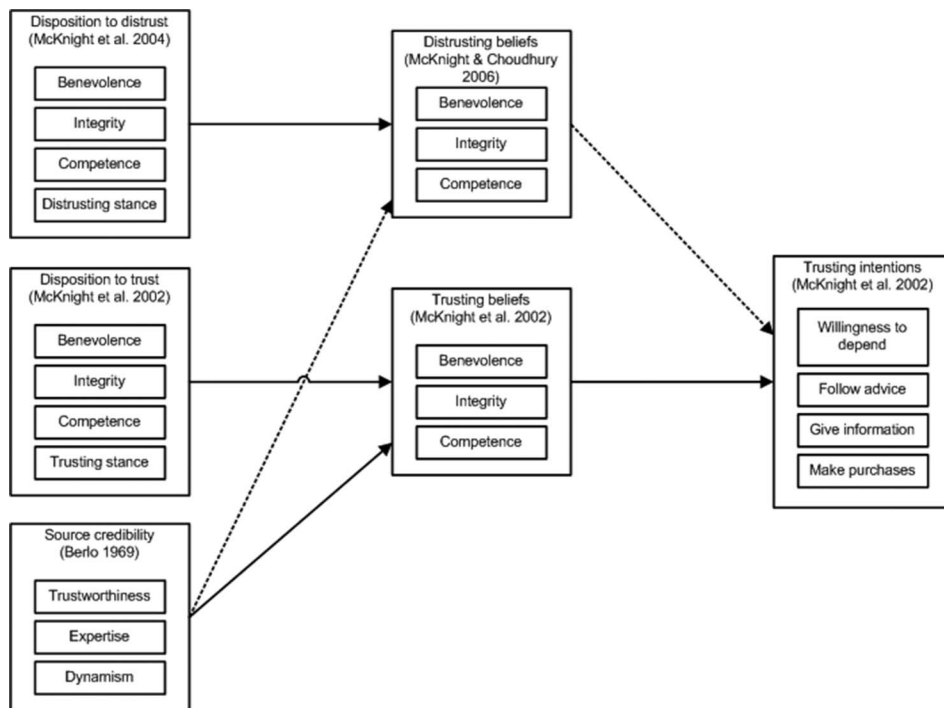 Disposition to distrust
(McKnight et al. 2004)
Benevolence
Integrity
Competence
Distrusting stance
Disposition to trust
(McKnight et al. 2002)
Benevolence
Integrity
Competence
Trusting stance
Source credibility
(Berlo 1969)
Trustworthiness
Expertise
Dynamism
Distrusting beliefs
(McKnight & Choudhury
2006)
Benevolence
Integrity
Competence
Trusting beliefs
(McKnight et al. 2002)
Benevolence
Integrity
Competence
Trusting intentions
(McKnight et al. 2002)
Willingness to
depend
Follow advice
Give information
Make purchases